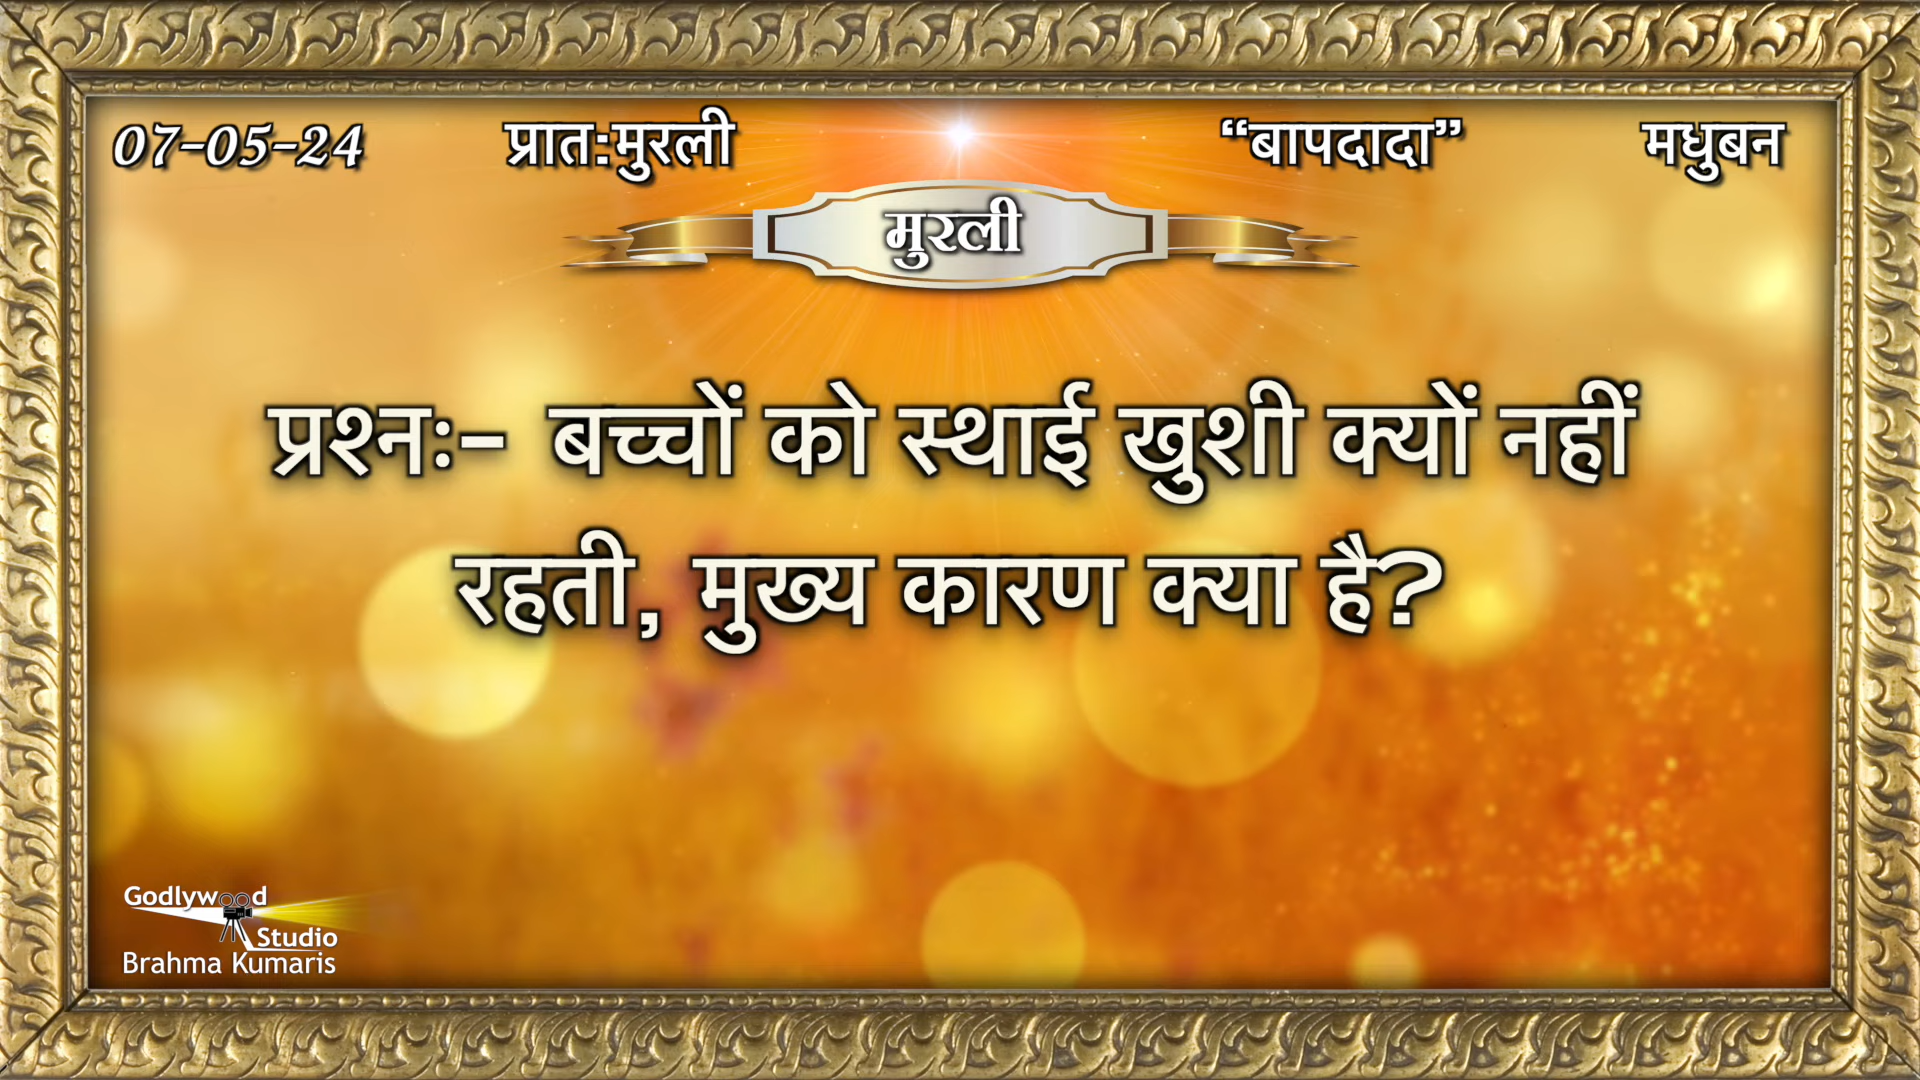 07-05-24 प्रात:मुरली “बापदादा” मधुबन
मुरली
प्रश्नः- बच्चों को स्थाई खुशी क्यों नहीं
रहती, मुख्य कारण क्या है?
Godlywood
Studio
Brahma Kumaris